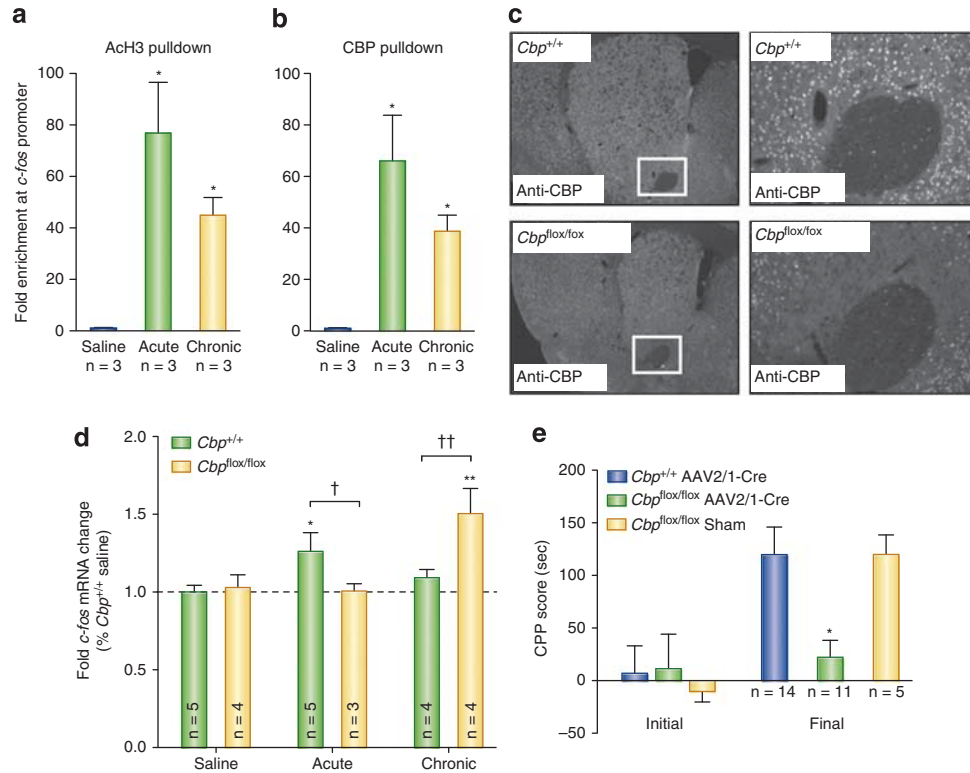 a
AcH3 pulldown
Fold enrichment at c-fos promoter
100
80
60
40
20
0
*
*
Saline
n = 3
Acute
n = 3
Chronic
n = 3
b
CBP pulldown
100
80
60
40
20
0
*
*
Saline
n = 3
Acute
n = 3
Chronic
n = 3
c
Cbp+/+
Anti-CBP
Cbp+/+
Anti-CBP
Cbpflox/fox
Anti-CBP
Cbpflox/fox
Anti-CBP
d
Cbp+/+
Cbpflox/flox
Fold c-fos mRNA change
(% Cbp+/+ saline)
2.0
1.5
1.0
0.5
0.0
*
†
††
**
n = 5
n = 4
n = 5
n = 3
n = 4
n = 4
Saline
Acute
Chronic
e
Cbp+/+ AAV2/1-Cre
Cbpflox/flox AAV2/1-Cre
Cbpflox/flox Sham
CPP score (sec)
200
150
100
50
0
−50
*
n = 14
n = 11
n = 5
Initial
Final